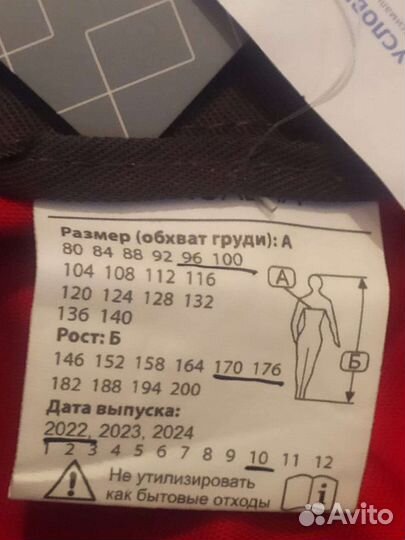 Размер (обхват груди): А
80 84 88 92 96 100
104 108 112 116
120 124 128 132
136 140
А
Рост: Б
Б
146 152 158 164 170 176
182 188 194 200
Дата выпуска:
2022, 2023, 2024
1 2 3 4 5 6 7 8 9 10 11 12
Не утилизировать
как бытовые отходы
i
Avito